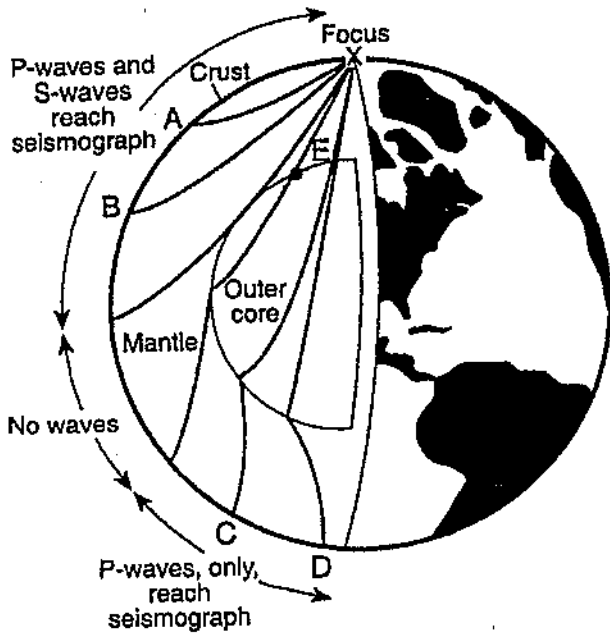 Focus
X
P-waves and
S-waves
reach
seismograph
Crust
A
E
B
Outer
core
Mantle
No waves
C
D
P-waves, only,
reach
seismograph